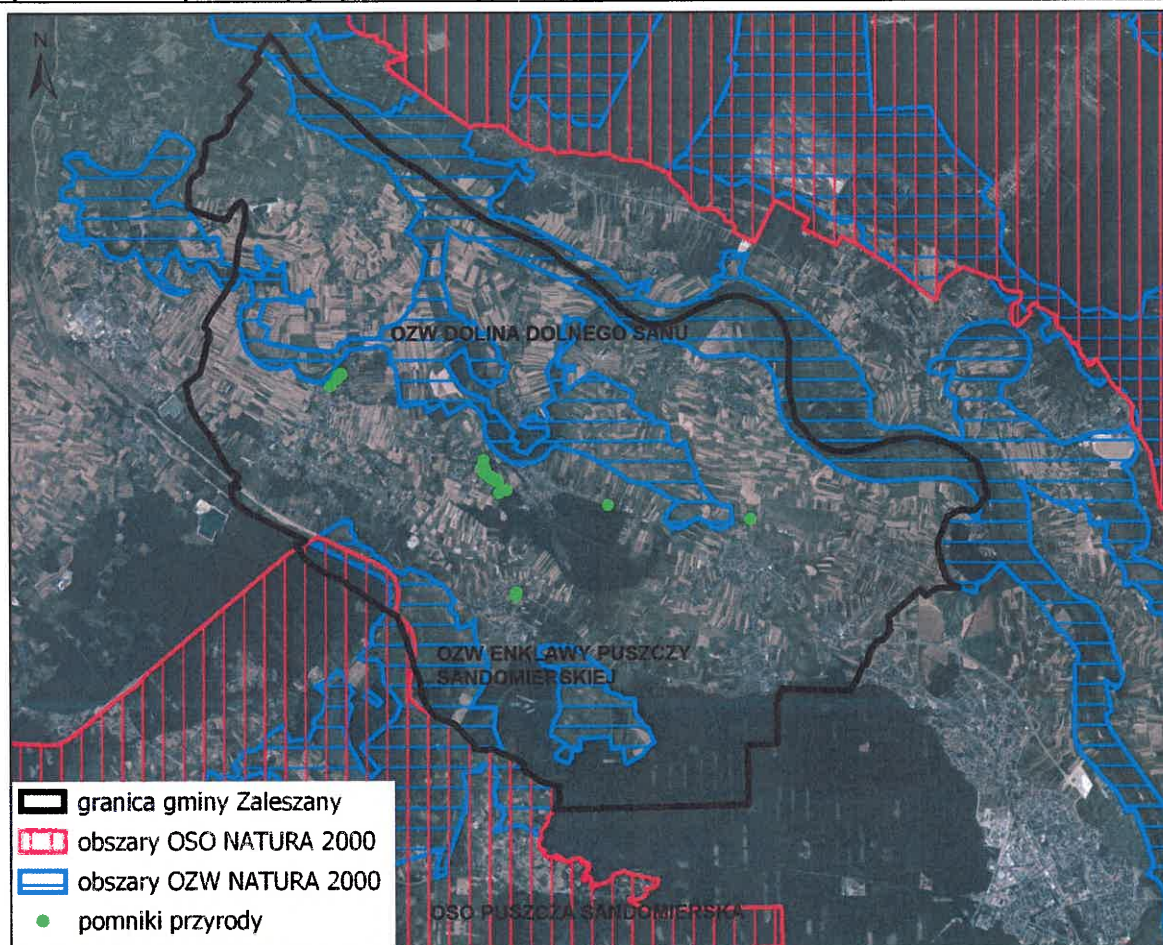 N
OZW DOLINA DOLNEGO SANU
OZW ENKLAWY PUSZCZY
SANDOMIERSKIEJ
granica gminy Zaleszany
obszary OSO NATURA 2000
obszary OZW NATURA 2000
pomniki przyrody
OSO PUSZCZA SANDOMIERSKA